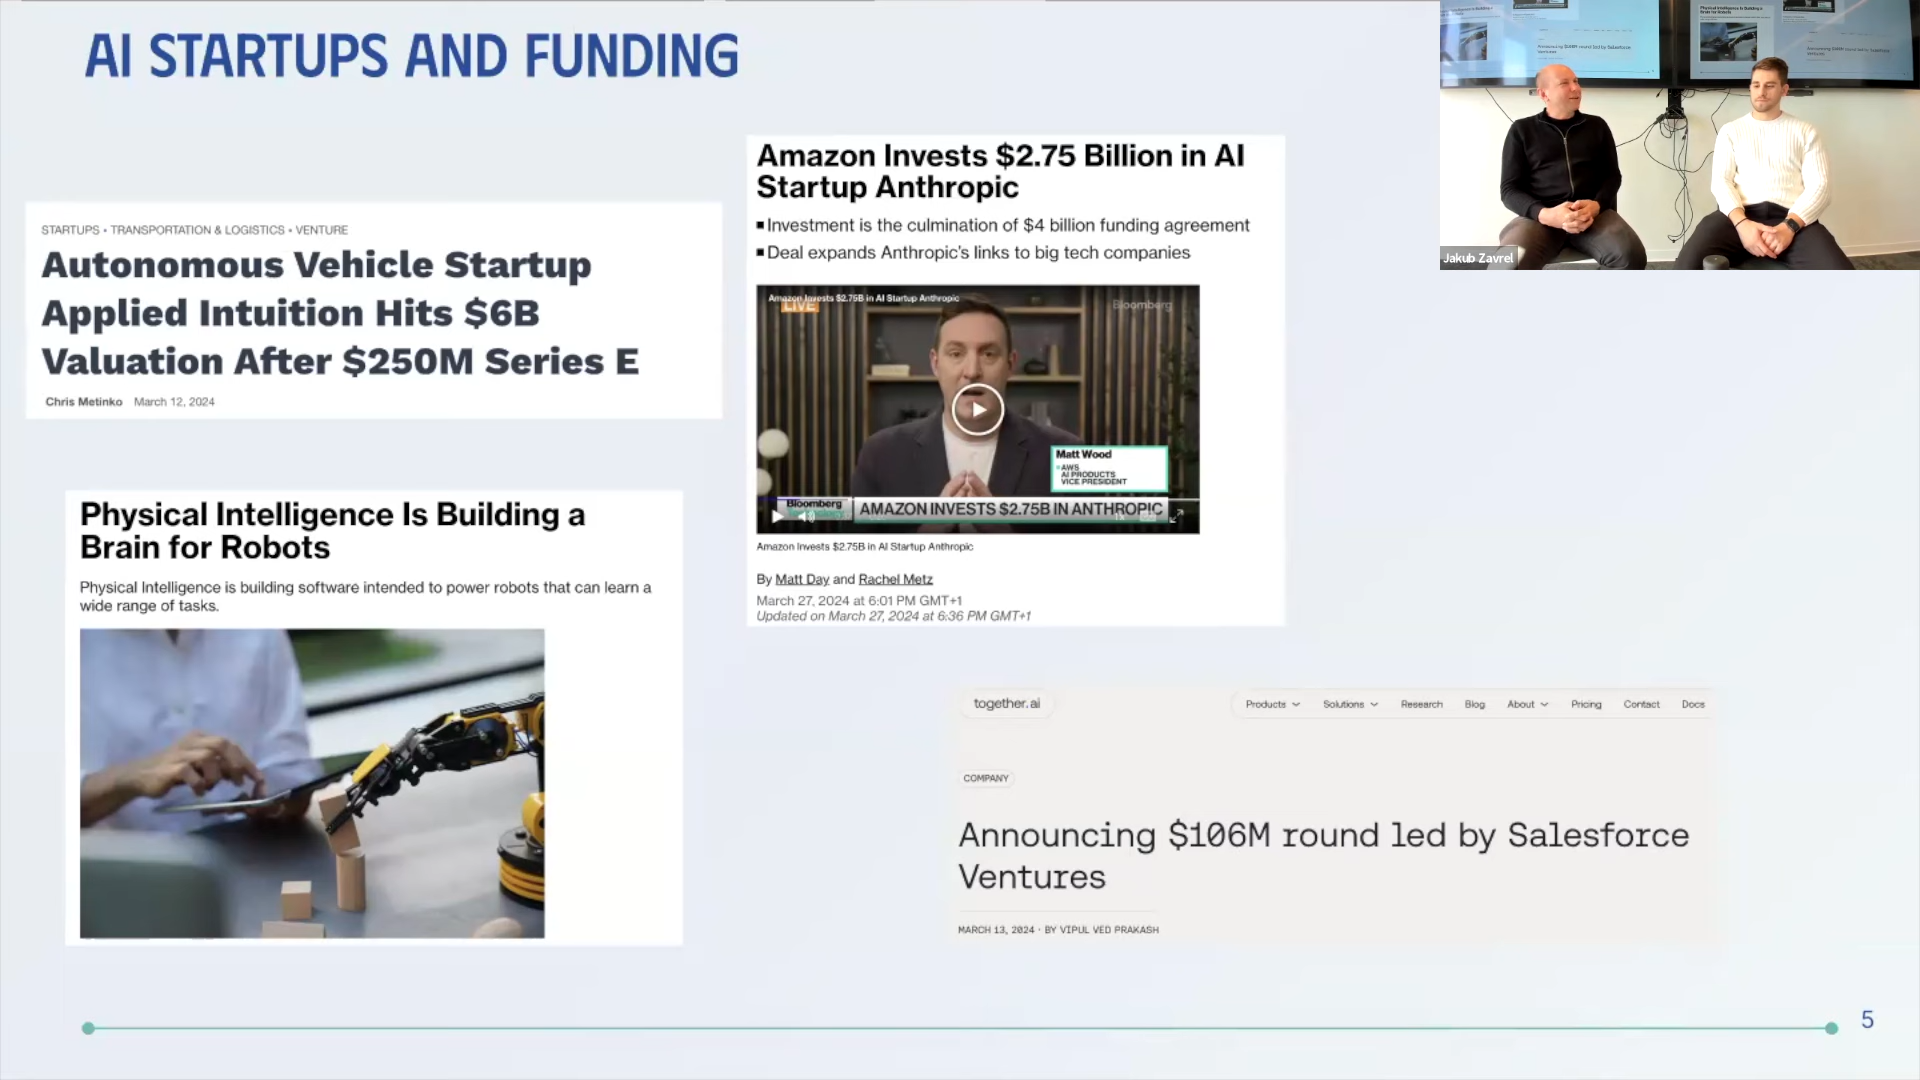 AI STARTUPS AND FUNDING
STARTUPS • TRANSPORTATION & LOGISTICS • VENTURE
Autonomous Vehicle Startup
Applied Intuition Hits $6B
Valuation After $250M Series E
Chris Metinko March 12, 2024
Amazon Invests $2.75 Billion in AI
Startup Anthropic
Investment is the culmination of $4 billion funding agreement
Deal expands Anthropic's links to big tech companies
Amazon Invests $2.75B in AI Startup Anthropic
LIVE
Bloomberg
Matt Wood
AWS
AI PRODUCTS
VICE PRESIDENT
Bloomberg
AMAZON INVESTS $2.75B IN ANTHROPIC
Amazon Invests $2.75B in AI Startup Anthropic
By Matt Day and Rachel Metz
March 27, 2024 at 6:01 PM GMT+1
Updated on March 27, 2024 at 6:36 PM GMT+1
Physical Intelligence Is Building a
Brain for Robots
Physical Intelligence is building software intended to power robots that can learn a
wide range of tasks.
together.ai
Products Solutions Research Blog About Pricing Contact Docs
COMPANY
Announcing $106M round led by Salesforce
Ventures
MARCH 13, 2024 · BY VIPUL VED PRAKASH
Jakub Zavrel
5